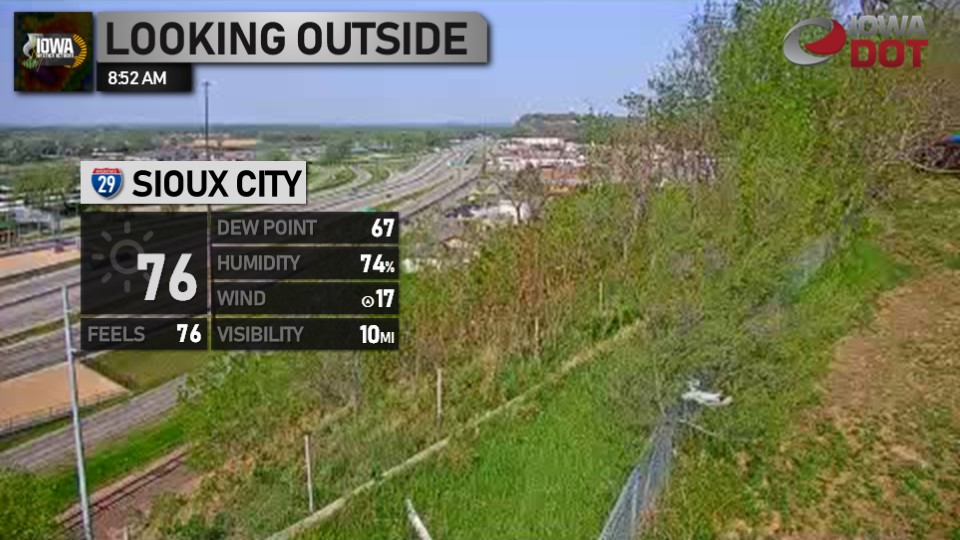 IOWA
LOOKING OUTSIDE
8:52 AM
IOWA
DOT
29 SIOUX CITY
76
DEW POINT 67
HUMIDITY 74%
WIND 17
FEELS 76
VISIBILITY 10MI